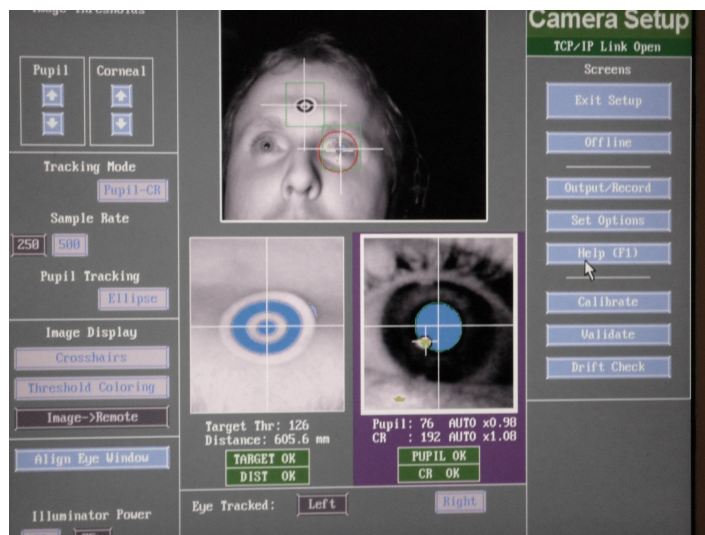 Image Thresholds
Pupil
Corneal
Tracking Mode
Pupil-CR
Sample Rate
250
500
Pupil Tracking
Ellipse
Image Display
Crosshairs
Threshold Coloring
Image->Remote
Align Eye Window
Illuminator Power
Target Thr: 126
Distance: 605.6 mm
TARGET OK
DIST OK
Pupil: 76 AUTO x0.98
CR : 192 AUTO x1.08
PUPIL OK
CR OK
Eye Tracked:
Left
Right
Camera Setup
TCP/IP Link Open
Screens
Exit Setup
Offline
Output/Record
Set Options
Help (F1)
Calibrate
Validate
Drift Check